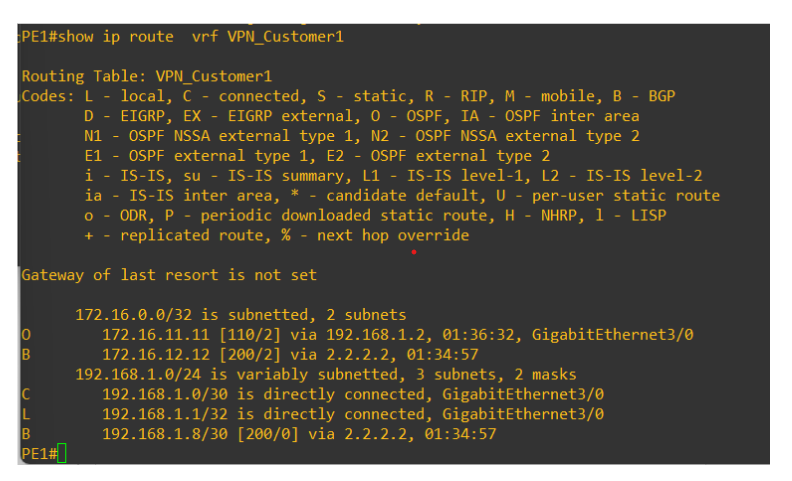 PE1#show ip route  vrf VPN_Customer1
Routing Table: VPN_Customer1
Codes: L - local, C - connected, S - static, R - RIP, M - mobile, B - BGP
       D - EIGRP, EX - EIGRP external, O - OSPF, IA - OSPF inter area
       N1 - OSPF NSSA external type 1, N2 - OSPF NSSA external type 2
       E1 - OSPF external type 1, E2 - OSPF external type 2
       i - IS-IS, su - IS-IS summary, L1 - IS-IS level-1, L2 - IS-IS level-2
       ia - IS-IS inter area, * - candidate default, U - per-user static route
       o - ODR, P - periodic downloaded static route, H - NHRP, l - LISP
       + - replicated route, % - next hop override
Gateway of last resort is not set
      172.16.0.0/32 is subnetted, 2 subnets
O        172.16.11.11 [110/2] via 192.168.1.2, 01:36:32, GigabitEthernet3/0
B        172.16.12.12 [200/2] via 2.2.2.2, 01:34:57
      192.168.1.0/24 is variably subnetted, 3 subnets, 2 masks
C        192.168.1.0/30 is directly connected, GigabitEthernet3/0
L        192.168.1.1/32 is directly connected, GigabitEthernet3/0
B        192.168.1.8/30 [200/0] via 2.2.2.2, 01:34:57
PE1#